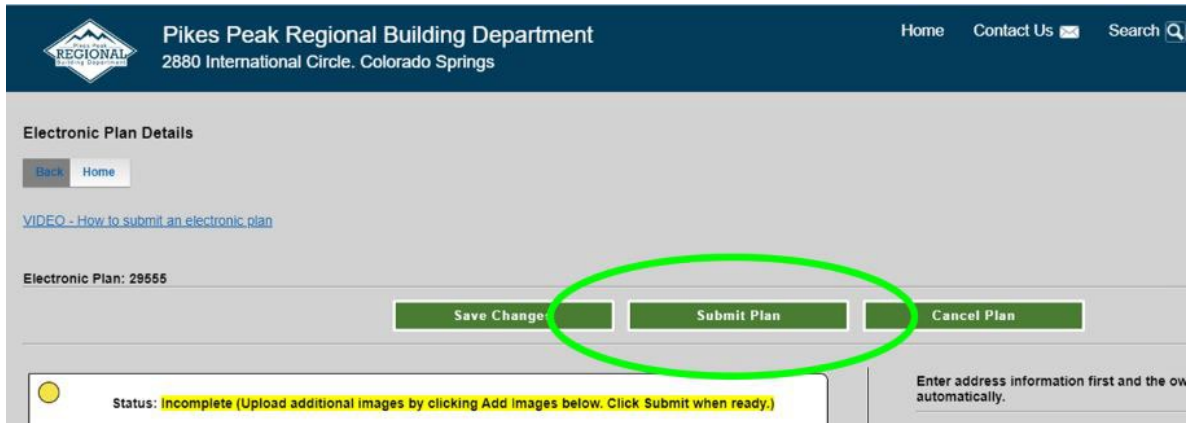 Pikes Peak
REGIONAL
Building Department
Pikes Peak Regional Building Department
2880 International Circle. Colorado Springs
Home Contact Us Search
Electronic Plan Details
Back Home
VIDEO - How to submit an electronic plan
Electronic Plan: 29555
Save Changes Submit Plan Cancel Plan
Status: Incomplete (Upload additional images by clicking Add Images below. Click Submit when ready.)
Enter address information first and the ow
automatically.